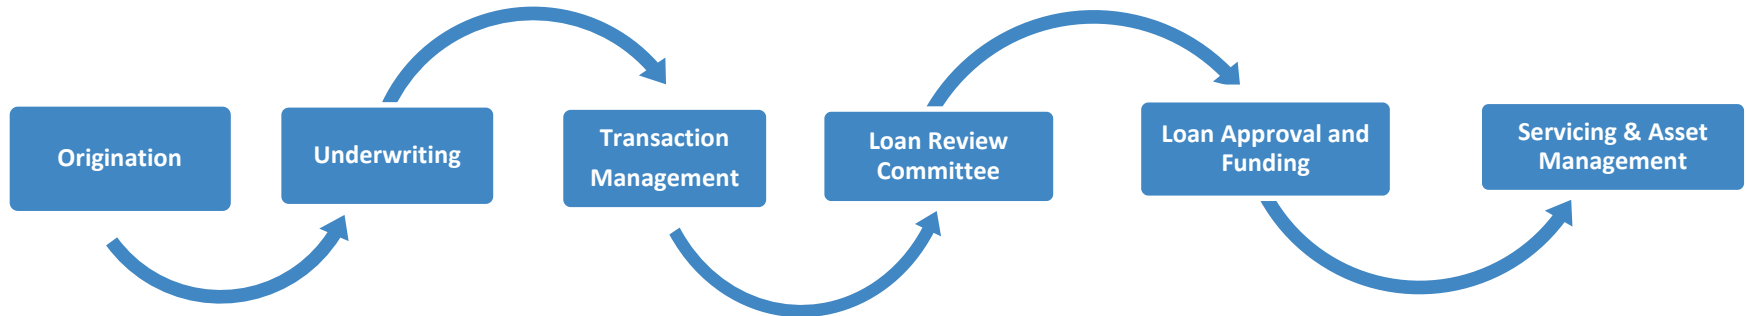 Origination
Underwriting
Transaction
Management
Loan Review
Committee
Loan Approval and
Funding
Servicing & Asset
Management